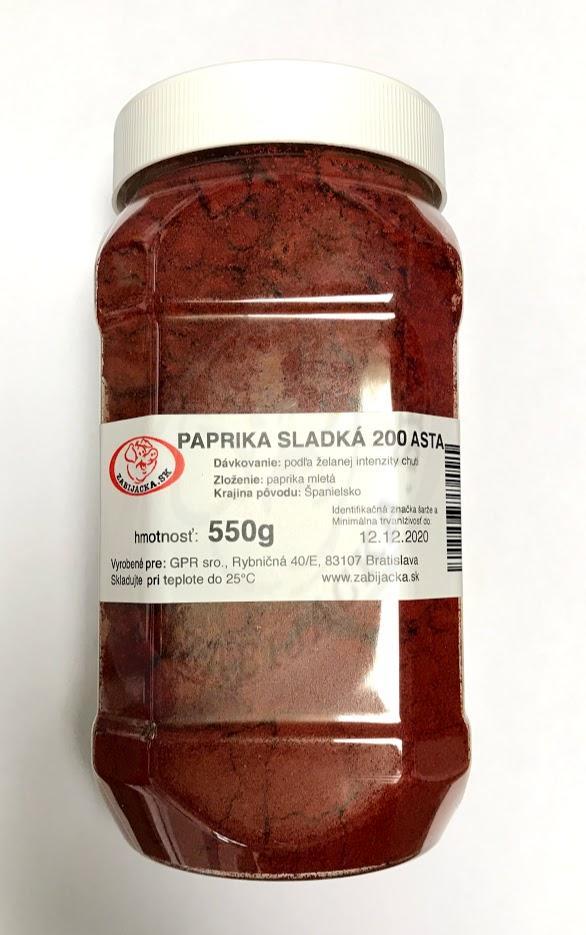 PAPRIKA SLADKÁ 200 ASTA
ZABIJACKA.SK
Dávkovanie: podľa želanej intenzity chuti
Zloženie: paprika mletá
Krajina pôvodu: Španielsko
Identifikačná značka šarže a
Minimálna trvanlivosť do:
hmotnosť: 550g
12.12.2020
Vyrobené pre: GPR sro., Rybničná 40/E, 83107 Bratislava
Skladujte pri teplote do 25°C www.zabijacka.sk